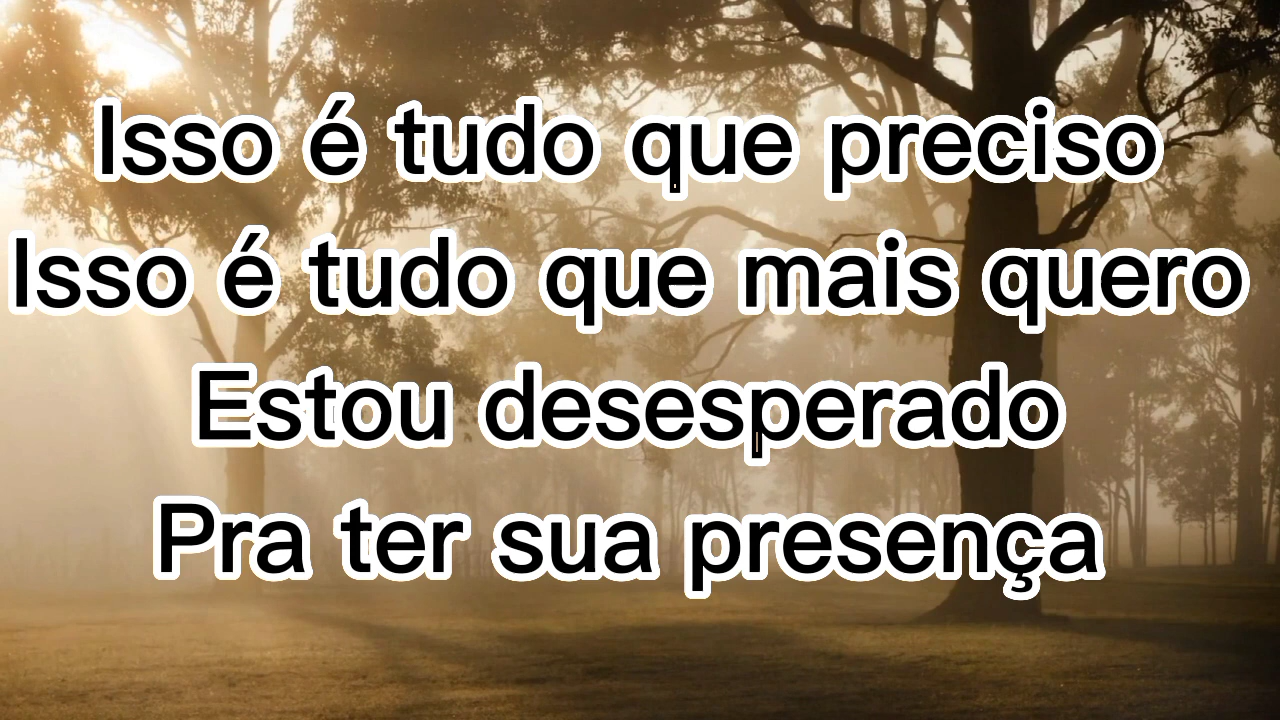 Isso é tudo que preciso
Isso é tudo que mais quero
Estou desesperado
Pra ter sua presença